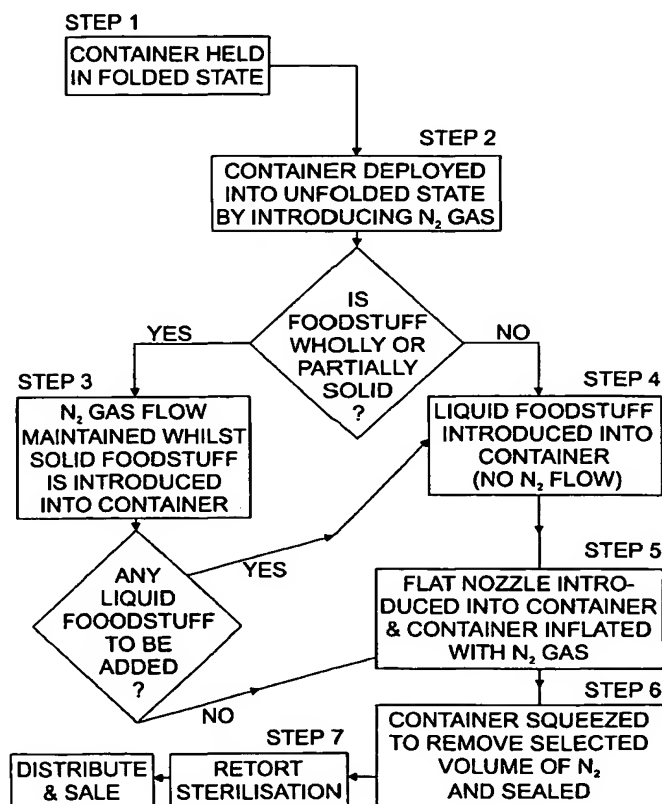 STEP 1
CONTAINER HELD
IN FOLDED STATE
STEP 2
CONTAINER DEPLOYED
INTO UNFOLDED STATE
BY INTRODUCING N₂ GAS
IS
FOODSTUFF
WHOLLY OR
PARTIALLY
SOLID
?
YES
NO
STEP 3
N₂ GAS FLOW
MAINTAINED WHILST
SOLID FOODSTUFF
IS INTRODUCED
INTO CONTAINER
STEP 4
LIQUID FOODSTUFF
INTRODUCED INTO
CONTAINER
(NO N₂ FLOW)
ANY
LIQUID
FOOODSTUFF
TO BE
ADDED
?
YES
NO
STEP 5
FLAT NOZZLE INTRO-
DUCED INTO CONTAINER
& CONTAINER INFLATED
WITH N₂ GAS
STEP 6
CONTAINER SQUEEZED
TO REMOVE SELECTED
VOLUME OF N₂
AND SEALED
STEP 7
RETORT
STERILISATION
DISTRIBUTE
& SALE